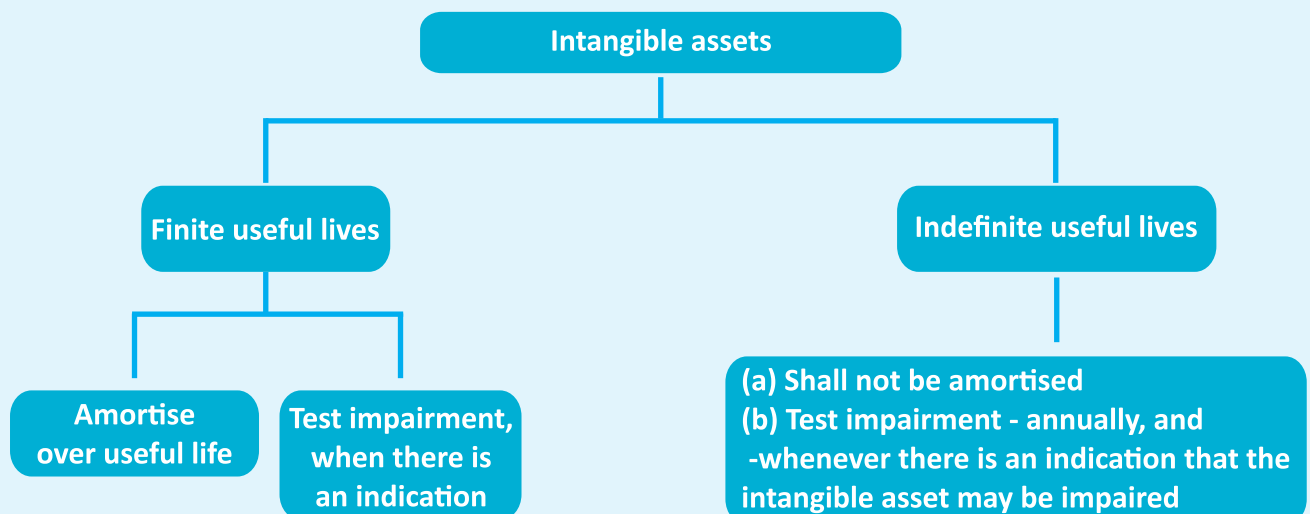 Intangible assets
Finite useful lives
Indefinite useful lives
Amortise
over useful life
Test impairment,
when there is
an indication
(a) Shall not be amortised
(b) Test impairment - annually, and
-whenever there is an indication that the
intangible asset may be impaired